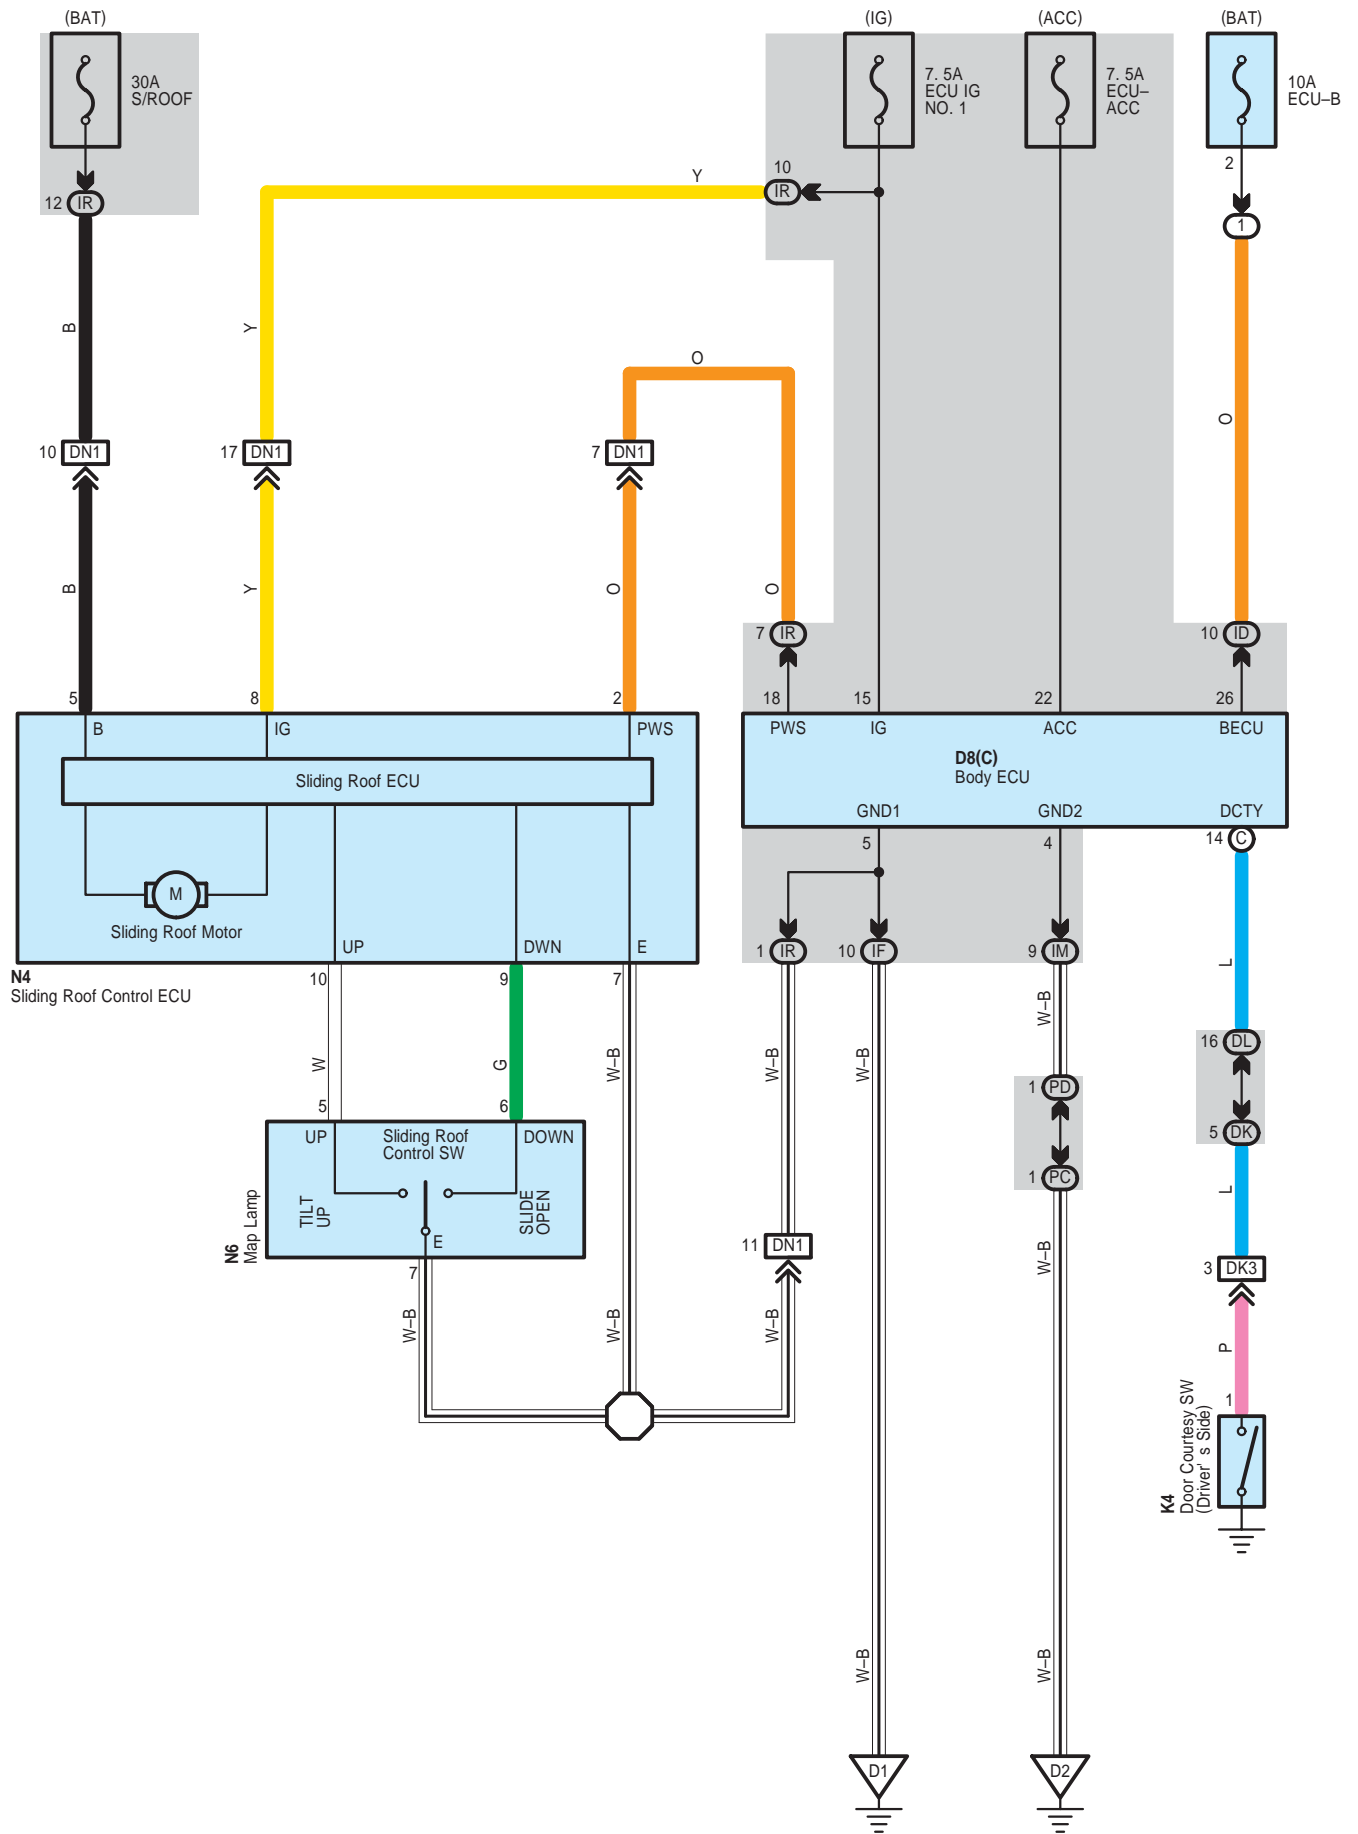 (BAT)
(IG)
(ACC)
(BAT)
30A
S/ROOF
7. 5A
ECU IG
NO. 1
7. 5A
ECU–
ACC
10A
ECU–B
12
IR
10
IR
Y
2
1
B
Y
O
O
10
DN1
17
DN1
7
DN1
B
Y
O
O
7
IR
10
ID
5
8
2
18
15
22
26
B
IG
PWS
PWS
IG
ACC
BECU
Sliding Roof ECU
D8(C)
Body ECU
GND1
GND2
DCTY
5
4
14
C
M
Sliding Roof Motor
UP
DWN
E
1
IR
10
IF
9
IM
N4
Sliding Roof Control ECU
10
9
7
L
W–B
W
G
W–B
W–B
W–B
16
DL
1
PD
5
6
5
DK
UP
Sliding Roof
Control SW
DOWN
1
PC
TILT
UP
SLIDE
OPEN
L
E
N6
Map Lamp
11
DN1
W–B
3
DK3
7
W–B
W–B
W–B
P
1
K4
Door Courtesy SW
(Driver' s Side)
W–B
W–B
D1
D2